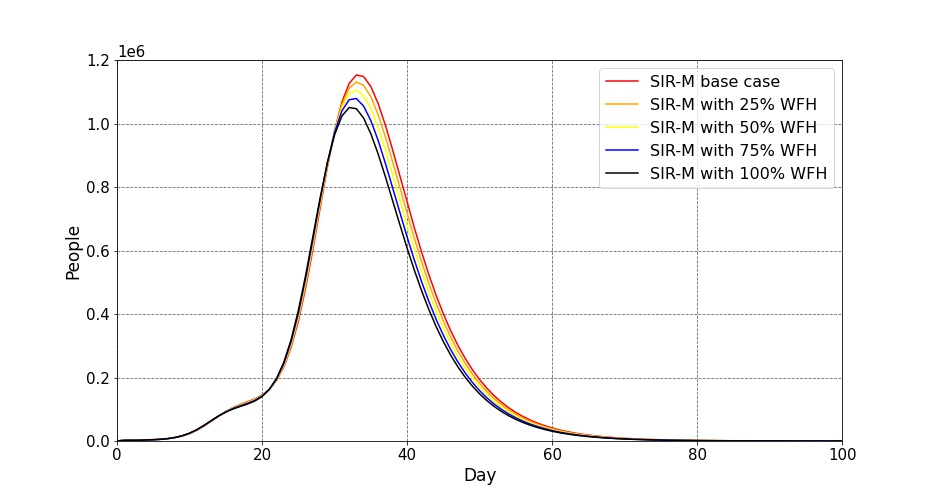 1e6
1.2
1.0
0.8
0.6
0.4
0.2
0.0
People
0 20 40 60 80 100
Day
SIR-M base case
SIR-M with 25% WFH
SIR-M with 50% WFH
SIR-M with 75% WFH
SIR-M with 100% WFH